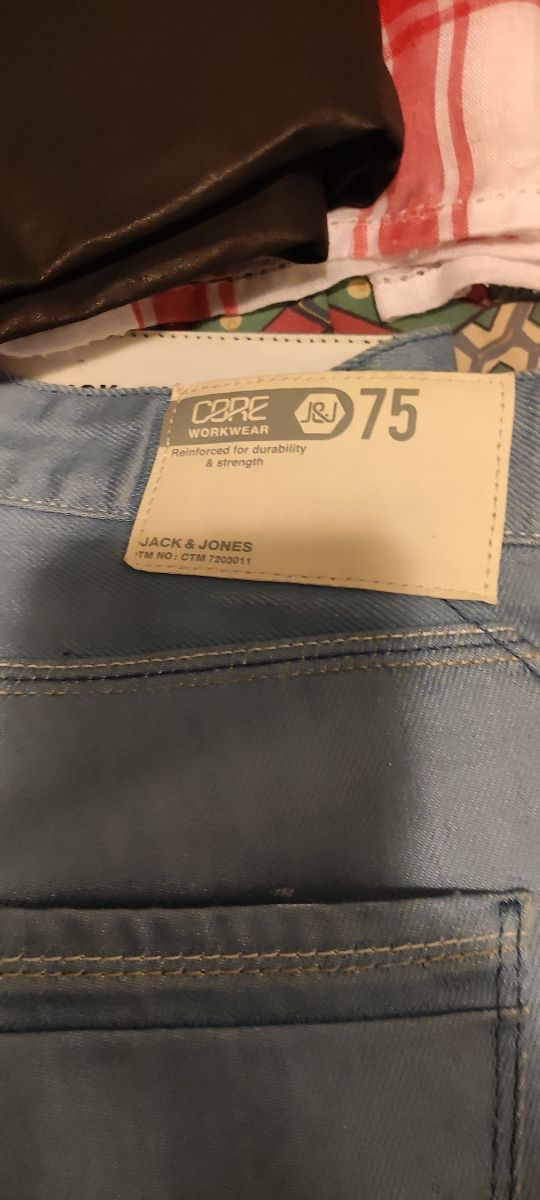 CORE J&J 75
WORKWEAR
Reinforced for durability
& strength
JACK & JONES
TM NO: CTM 7203011